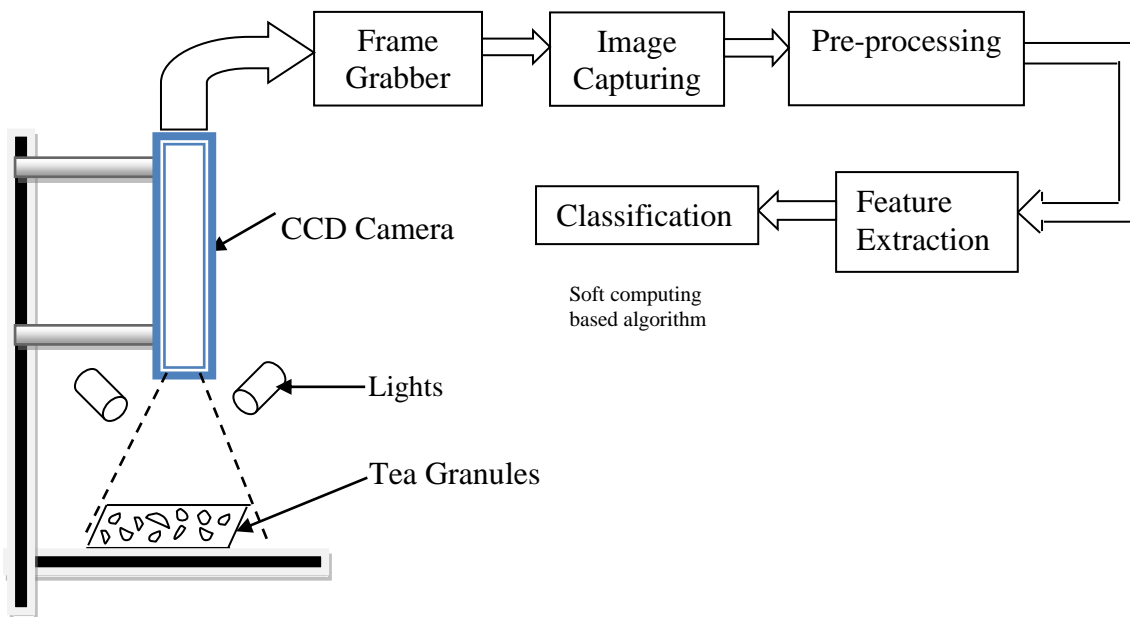 Frame
Grabber
Image
Capturing
Pre-processing
CCD Camera
Classification
Feature
Extraction
Soft computing
based algorithm
Lights
Tea Granules